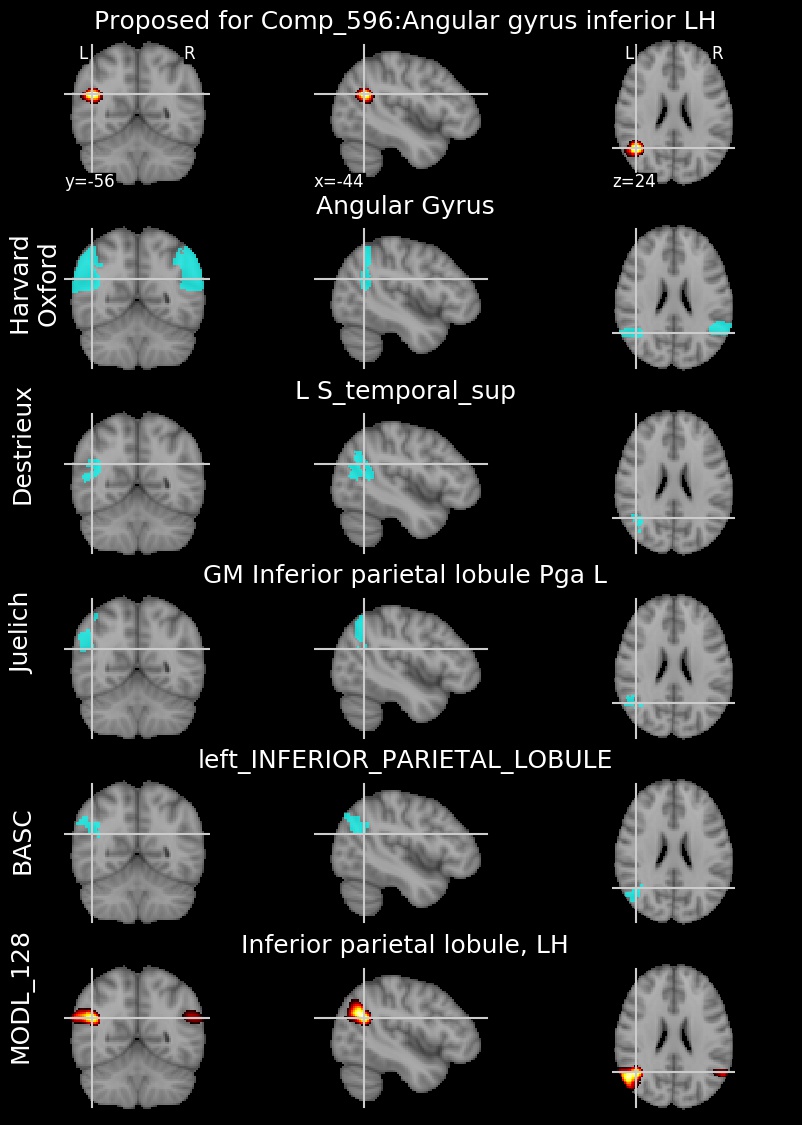 Proposed for Comp_596:Angular gyrus inferior LH
L R
L R
y=-56
x=-44
z=24
Angular Gyrus
Harvard
Oxford
L S_temporal_sup
Destrieux
GM Inferior parietal lobule Pga L
Juelich
left_INFERIOR_PARIETAL_LOBULE
BASC
Inferior parietal lobule, LH
MODL_128